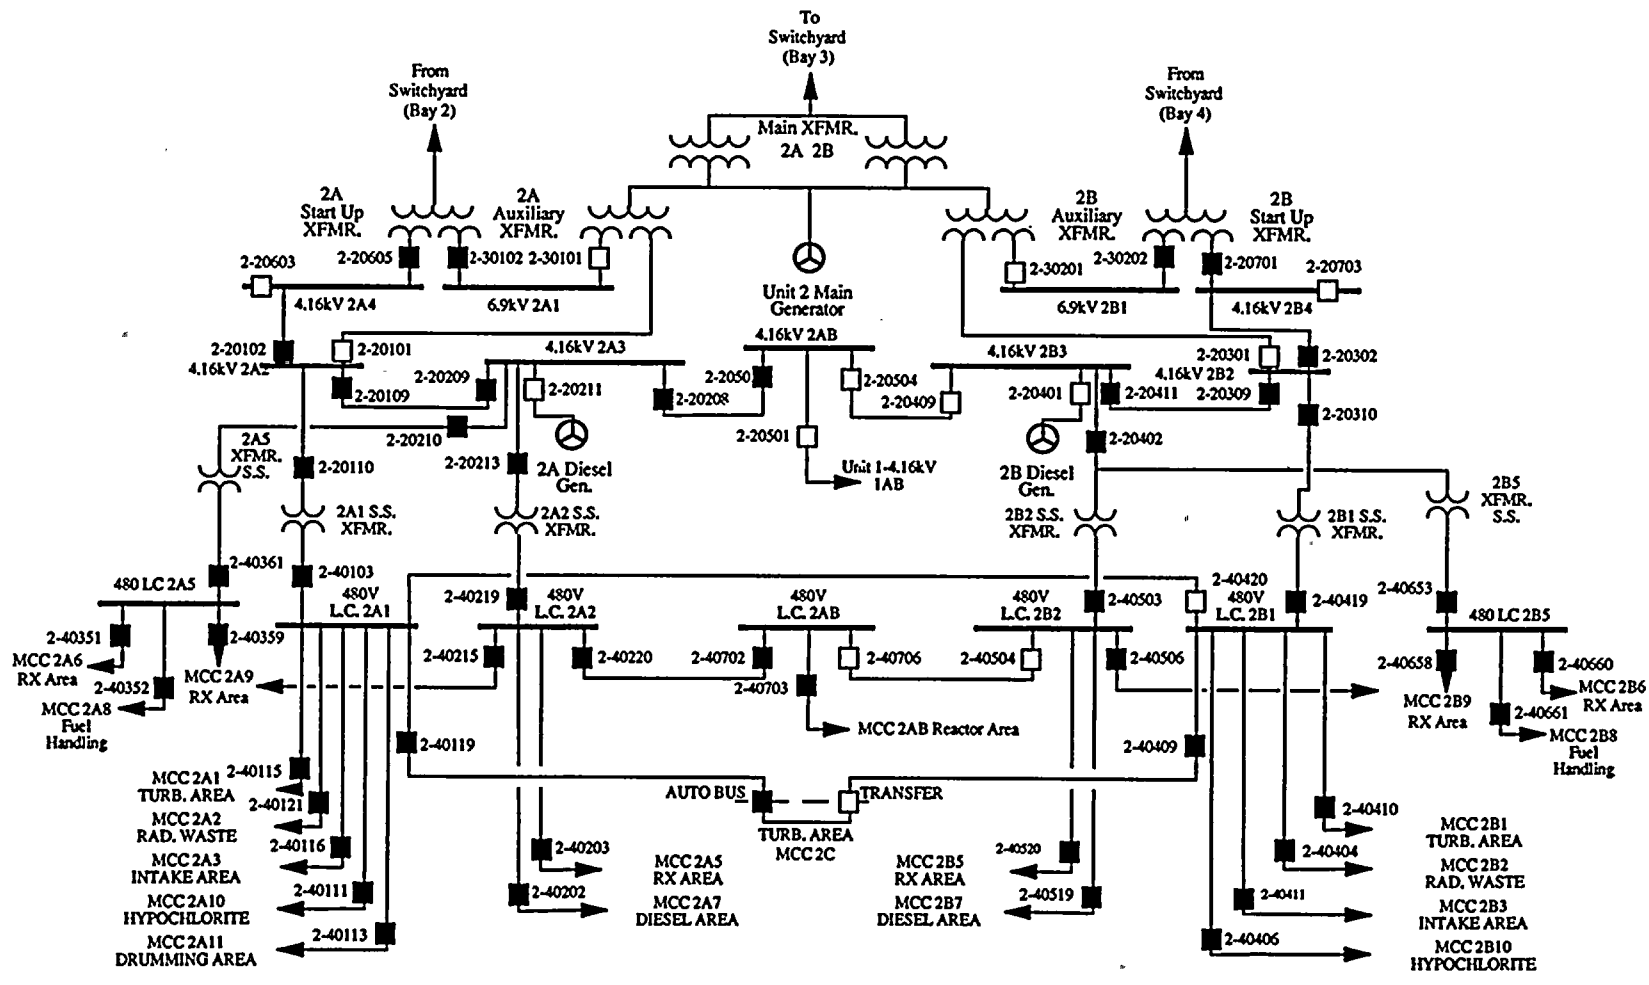 To
Switchyard
(Bay 3)
From
Switchyard
(Bay 2)
From
Switchyard
(Bay 4)
Main XFMR.
2A 2B
2A
Start Up
XFMR.
2A
Auxiliary
XFMR.
2B
Auxiliary
XFMR.
2B
Start Up
XFMR.
2-20603
2-20605
2-30102
2-30101
2-30201
2-30202
2-20701
2-20703
4.16kV 2A4
6.9kV 2A1
Unit 2 Main
Generator
6.9kV 2B1
4.16kV 2B4
2-20102
2-20101
4.16kV 2A3
4.16kV 2AB
4.16kV 2B3
2-20301
2-20302
4.16kV 2A2
4.16kV 2B2
2-20109
2-20209
2-20211
2-20208
2-2050
2-20504
2-20409
2-20401
2-20411
2-20309
2-20310
2-20210
2-20501
2-20402
2A5
XFMR.
S.S.
2-20110
2-20213
2A Diesel
Gen.
Unit 1-4.16kV
1AB
2B Diesel
Gen.
2B5
XFMR.
S.S.
2A1 S.S.
XFMR.
2A2 S.S.
XFMR.
2B2 S.S.
XFMR.
2B1 S.S.
XFMR.
2-40361
2-40103
480 LC 2A5
480V
L.C. 2A1
2-40219
480V
L.C. 2A2
480V
L.C. 2AB
480V
L.C. 2B2
2-40503
2-40420
480V
L.C. 2B1
2-40419
2-40653
480 LC 2B5
2-40351
2-40359
MCC 2A6
RX Area
2-40352
MCC 2A9
RX Area
MCC 2A8
Fuel
Handling
2-40215
2-40220
2-40702
2-40706
2-40703
2-40504
2-40506
2-40658
2-40660
MCC 2B9
RX Area
MCC 2B6
RX Area
2-40661
MCC 2B8
Fuel
Handling
MCC 2AB Reactor Area
2-40119
2-40409
2-40115
MCC 2A1
TURB. AREA
2-40121
MCC 2A2
RAD. WASTE
2-40116
MCC 2A3
INTAKE AREA
2-40111
MCC 2A10
HYPOCHLORITE
2-40113
MCC 2A11
DRUMMING AREA
AUTO BUS
TRANSFER
TURB. AREA
MCC 2C
2-40203
MCC 2A5
RX AREA
2-40202
MCC 2A7
DIESEL AREA
2-40520
MCC 2B5
RX AREA
2-40519
MCC 2B7
DIESEL AREA
2-40410
MCC 2B1
TURB. AREA
2-40404
MCC 2B2
RAD. WASTE
2-40411
MCC 2B3
INTAKE AREA
2-40406
MCC 2B10
HYPOCHLORITE